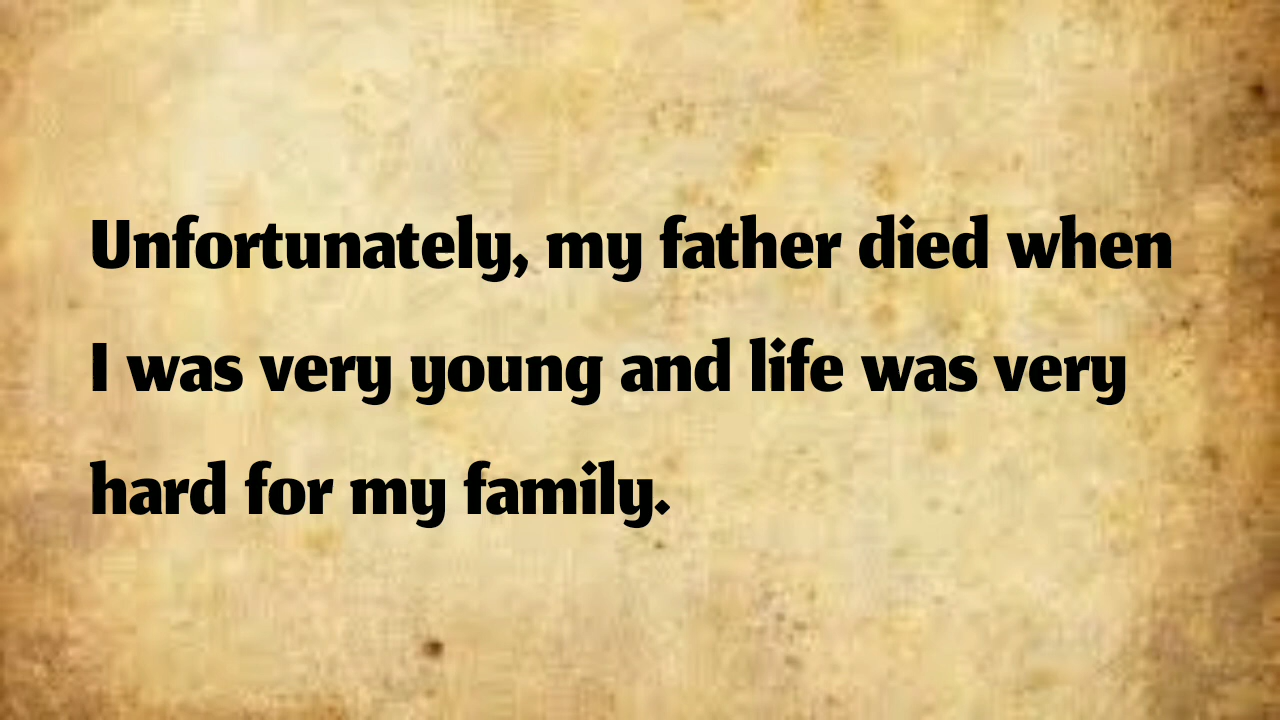 Unfortunately, my father died when
I was very young and life was very
hard for my family.